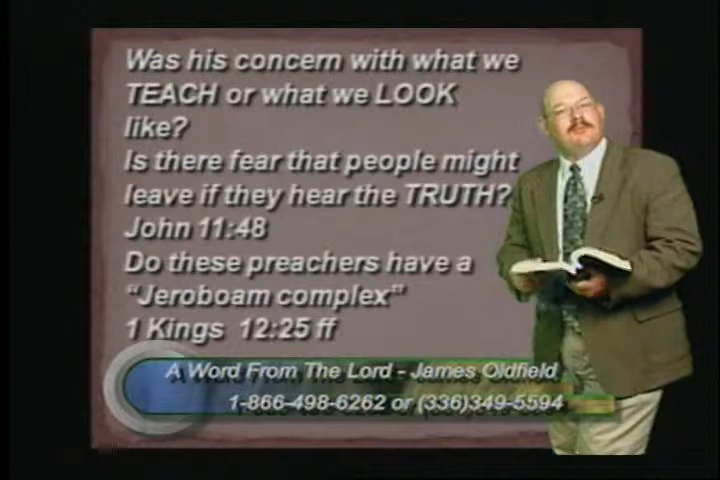 Was his concern with what we
TEACH or what we LOOK
like?
Is there fear that people might
leave if they hear the TRUTH?
John 11:48
Do these preachers have a
"Jeroboam complex"
1 Kings 12:25 ff
A Word From The Lord - James Oldfield
1-866-498-6262 or (336)349-5594